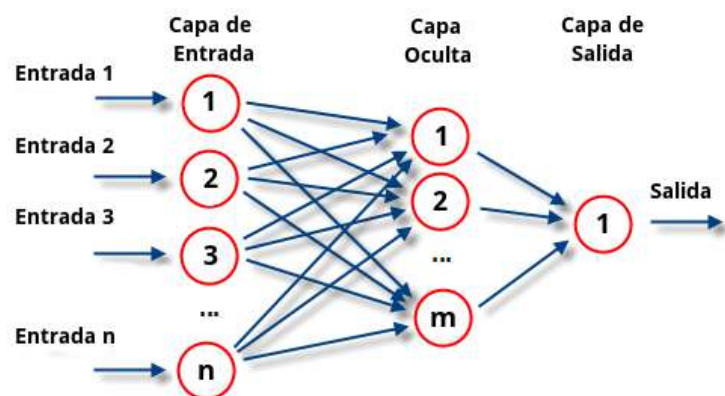 Capa de
Entrada
Capa
Oculta
Capa de
Salida
Entrada 1
1
Entrada 2
2
Entrada 3
3
...
Entrada n
n
1
2
...
m
1
Salida